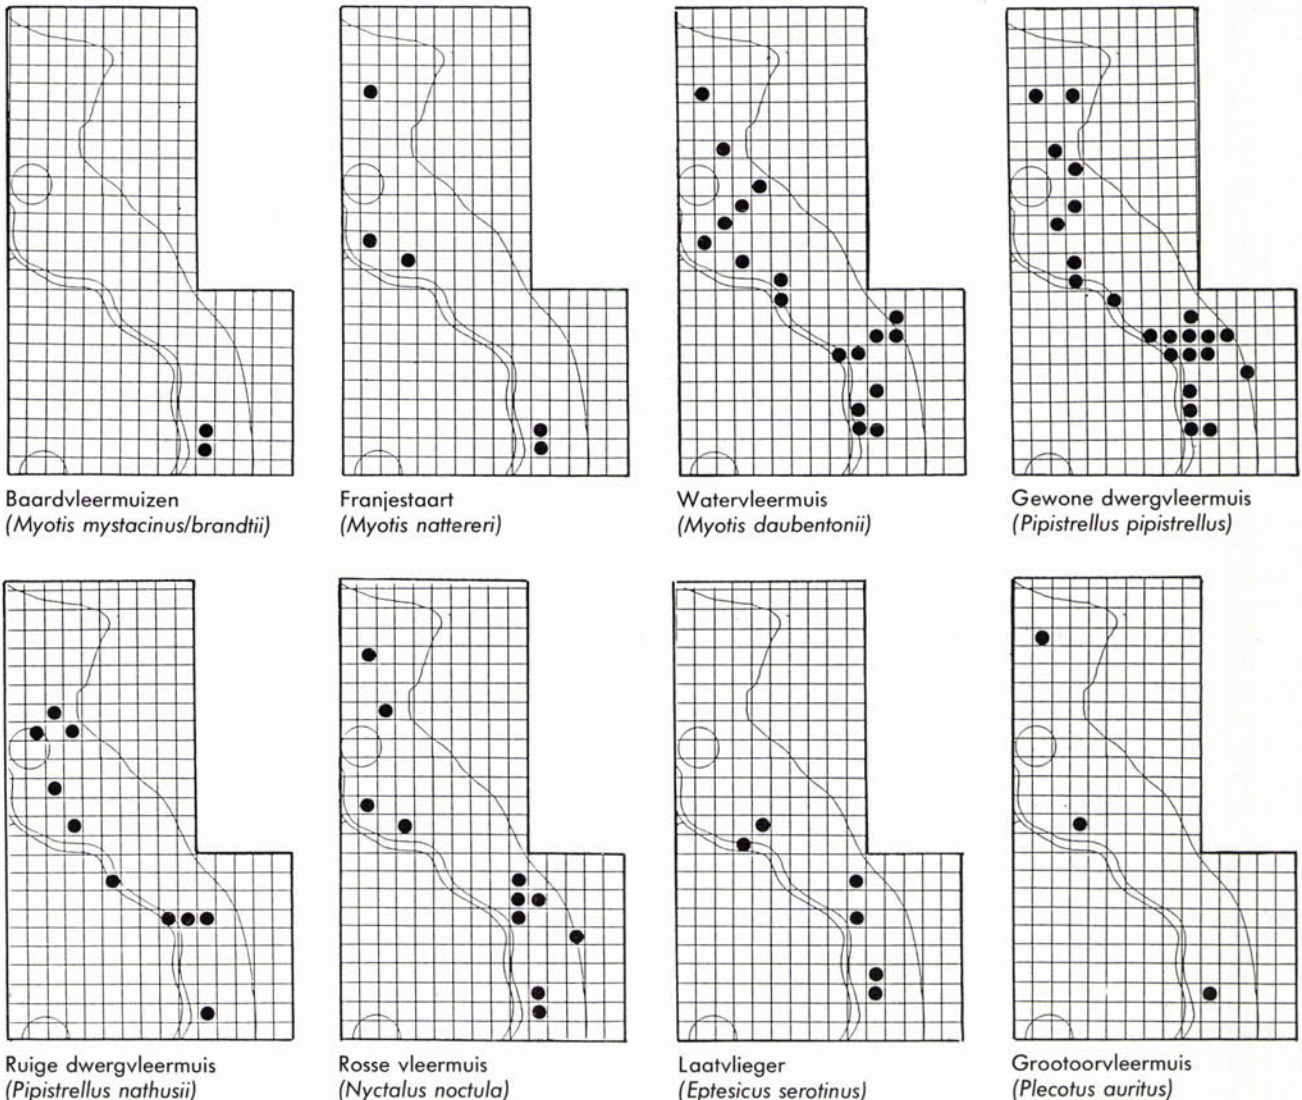 Baardvleermuizen
(Myotis mystacinus/brandtii)
Franjestaart
(Myotis nattereri)
Watervleermuis
(Myotis daubentonii)
Gewone dwergvleermuis
(Pipistrellus pipistrellus)
Ruige dwergvleermuis
(Pipistrellus nathusii)
Rosse vleermuis
(Nyctalus noctula)
Laatvlieger
(Eptesicus serotinus)
Grootoorvleermuis
(Plecotus auritus)